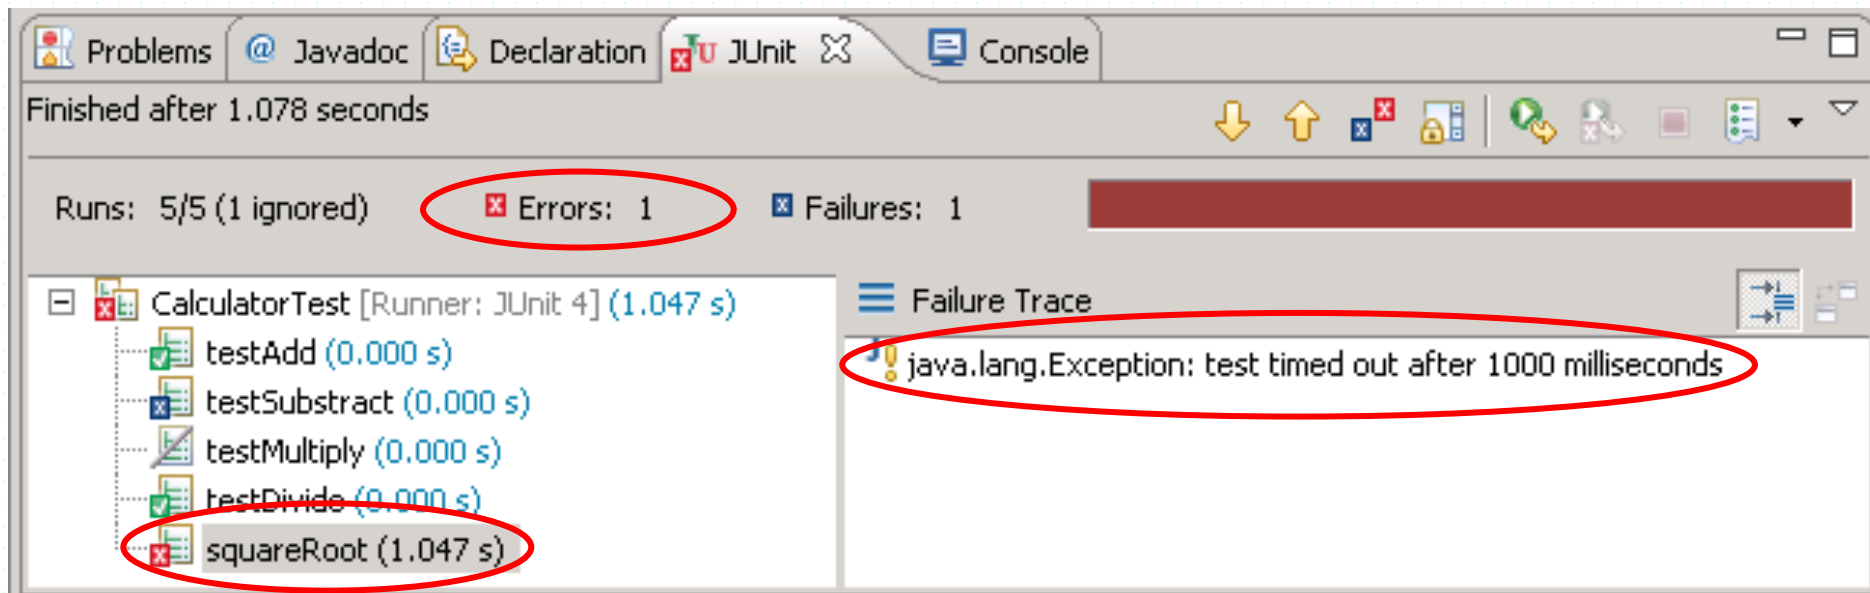 Problems @ Javadoc Declaration JU JUnit Console
Finished after 1.078 seconds
Runs: 5/5 (1 ignored) Errors: 1 Failures: 1
CalculatorTest [Runner: JUnit 4] (1.047 s)
testAdd (0.000 s)
testSubstract (0.000 s)
testMultiply (0.000 s)
testDivide (0.000 s)
squareRoot (1.047 s)
Failure Trace
java.lang.Exception: test timed out after 1000 milliseconds